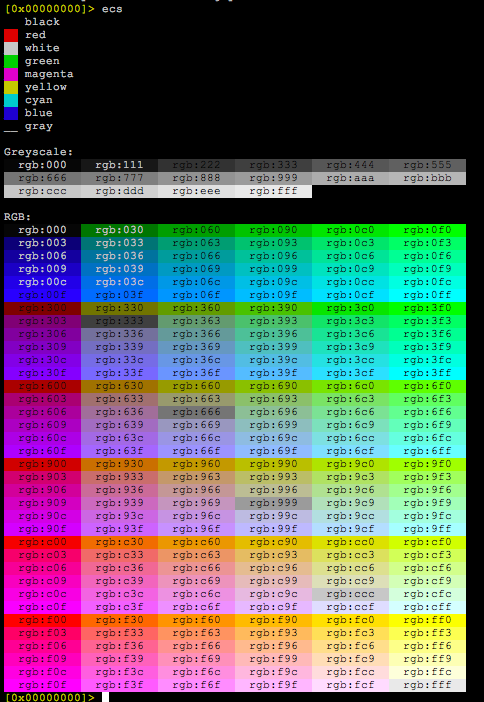 [0x00000000]> ecs
black
red
white
green
magenta
yellow
cyan
blue
__ gray
Greyscale:
rgb:000 rgb:111 rgb:222 rgb:333 rgb:444 rgb:555
rgb:666 rgb:777 rgb:888 rgb:999 rgb:aaa rgb:bbb
rgb:ccc rgb:ddd rgb:eee rgb:fff
RGB:
rgb:000 rgb:030 rgb:060 rgb:090 rgb:0c0 rgb:0f0
rgb:003 rgb:033 rgb:063 rgb:093 rgb:0c3 rgb:0f3
rgb:006 rgb:036 rgb:066 rgb:096 rgb:0c6 rgb:0f6
rgb:009 rgb:039 rgb:069 rgb:099 rgb:0c9 rgb:0f9
rgb:00c rgb:03c rgb:06c rgb:09c rgb:0cc rgb:0fc
rgb:00f rgb:03f rgb:06f rgb:09f rgb:0cf rgb:0ff
rgb:300 rgb:330 rgb:360 rgb:390 rgb:3c0 rgb:3f0
rgb:303 rgb:333 rgb:363 rgb:393 rgb:3c3 rgb:3f3
rgb:306 rgb:336 rgb:366 rgb:396 rgb:3c6 rgb:3f6
rgb:309 rgb:339 rgb:369 rgb:399 rgb:3c9 rgb:3f9
rgb:30c rgb:33c rgb:36c rgb:39c rgb:3cc rgb:3fc
rgb:30f rgb:33f rgb:36f rgb:39f rgb:3cf rgb:3ff
rgb:600 rgb:630 rgb:660 rgb:690 rgb:6c0 rgb:6f0
rgb:603 rgb:633 rgb:663 rgb:693 rgb:6c3 rgb:6f3
rgb:606 rgb:636 rgb:666 rgb:696 rgb:6c6 rgb:6f6
rgb:609 rgb:639 rgb:669 rgb:699 rgb:6c9 rgb:6f9
rgb:60c rgb:63c rgb:66c rgb:69c rgb:6cc rgb:6fc
rgb:60f rgb:63f rgb:66f rgb:69f rgb:6cf rgb:6ff
rgb:900 rgb:930 rgb:960 rgb:990 rgb:9c0 rgb:9f0
rgb:903 rgb:933 rgb:963 rgb:993 rgb:9c3 rgb:9f3
rgb:906 rgb:936 rgb:966 rgb:996 rgb:9c6 rgb:9f6
rgb:909 rgb:939 rgb:969 rgb:999 rgb:9c9 rgb:9f9
rgb:90c rgb:93c rgb:96c rgb:99c rgb:9cc rgb:9fc
rgb:90f rgb:93f rgb:96f rgb:99f rgb:9cf rgb:9ff
rgb:c00 rgb:c30 rgb:c60 rgb:c90 rgb:cc0 rgb:cf0
rgb:c03 rgb:c33 rgb:c63 rgb:c93 rgb:cc3 rgb:cf3
rgb:c06 rgb:c36 rgb:c66 rgb:c96 rgb:cc6 rgb:cf6
rgb:c09 rgb:c39 rgb:c69 rgb:c99 rgb:cc9 rgb:cf9
rgb:c0c rgb:c3c rgb:c6c rgb:c9c rgb:ccc rgb:cfc
rgb:c0f rgb:c3f rgb:c6f rgb:c9f rgb:ccf rgb:cff
rgb:f00 rgb:f30 rgb:f60 rgb:f90 rgb:fc0 rgb:ff0
rgb:f03 rgb:f33 rgb:f63 rgb:f93 rgb:fc3 rgb:ff3
rgb:f06 rgb:f36 rgb:f66 rgb:f96 rgb:fc6 rgb:ff6
rgb:f09 rgb:f39 rgb:f69 rgb:f99 rgb:fc9 rgb:ff9
rgb:f0c rgb:f3c rgb:f6c rgb:f9c rgb:fcc rgb:ffc
rgb:f0f rgb:f3f rgb:f6f rgb:f9f rgb:fcf rgb:fff
[0x00000000]>